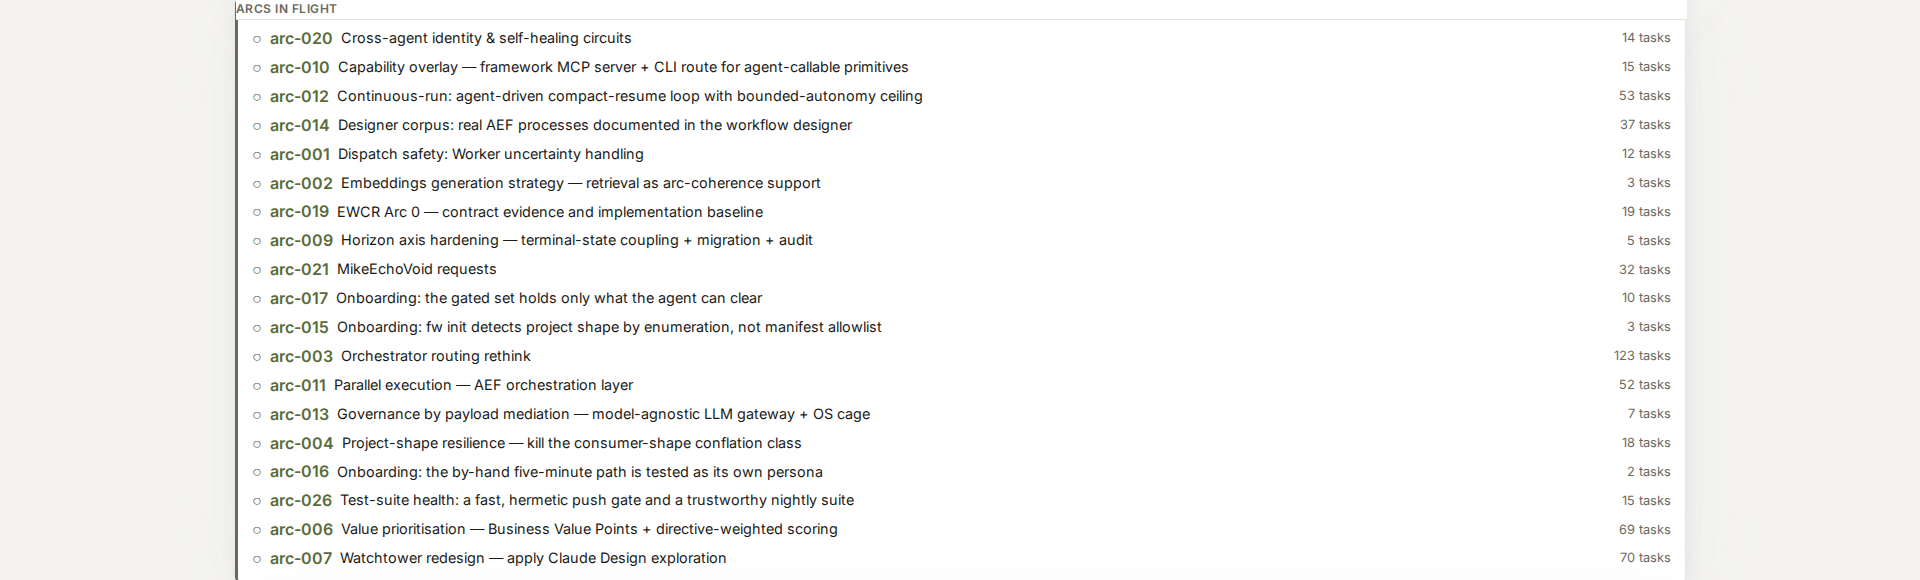 ARCS IN FLIGHT
○ arc-020 Cross-agent identity & self-healing circuits 14 tasks
○ arc-010 Capability overlay — framework MCP server + CLI route for agent-callable primitives 15 tasks
○ arc-012 Continuous-run: agent-driven compact-resume loop with bounded-autonomy ceiling 53 tasks
○ arc-014 Designer corpus: real AEF processes documented in the workflow designer 37 tasks
○ arc-001 Dispatch safety: Worker uncertainty handling 12 tasks
○ arc-002 Embeddings generation strategy — retrieval as arc-coherence support 3 tasks
○ arc-019 EWCR Arc 0 — contract evidence and implementation baseline 19 tasks
○ arc-009 Horizon axis hardening — terminal-state coupling + migration + audit 5 tasks
○ arc-021 MikeEchoVoid requests 32 tasks
○ arc-017 Onboarding: the gated set holds only what the agent can clear 10 tasks
○ arc-015 Onboarding: fw init detects project shape by enumeration, not manifest allowlist 3 tasks
○ arc-003 Orchestrator routing rethink 123 tasks
○ arc-011 Parallel execution — AEF orchestration layer 52 tasks
○ arc-013 Governance by payload mediation — model-agnostic LLM gateway + OS cage 7 tasks
○ arc-004 Project-shape resilience — kill the consumer-shape conflation class 18 tasks
○ arc-016 Onboarding: the by-hand five-minute path is tested as its own persona 2 tasks
○ arc-026 Test-suite health: a fast, hermetic push gate and a trustworthy nightly suite 15 tasks
○ arc-006 Value prioritisation — Business Value Points + directive-weighted scoring 69 tasks
○ arc-007 Watchtower redesign — apply Claude Design exploration 70 tasks